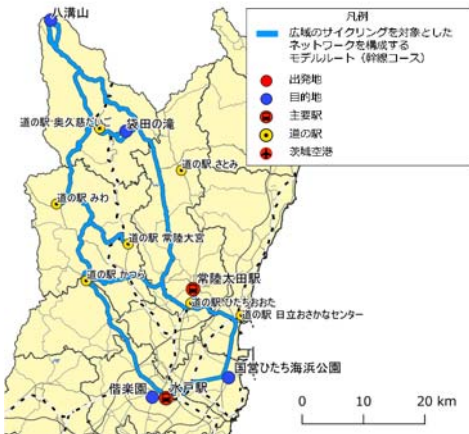 八溝山
凡例
広域のサイクリングを対象とした
ネットワークを構成する
モデルルート（幹線コース）
出発地
目的地
主要駅
道の駅
茨城空港
道の駅・奥久慈だいご
袋田の滝
道の駅 さとみ
道の駅 みわ
道の駅 常陸大宮
道の駅 かつら
常陸太田駅
道の駅 ひたちおおた
道の駅 日立おさかなセンター
国営ひたち海浜公園
偕楽園
水戸駅
0 10 20 km